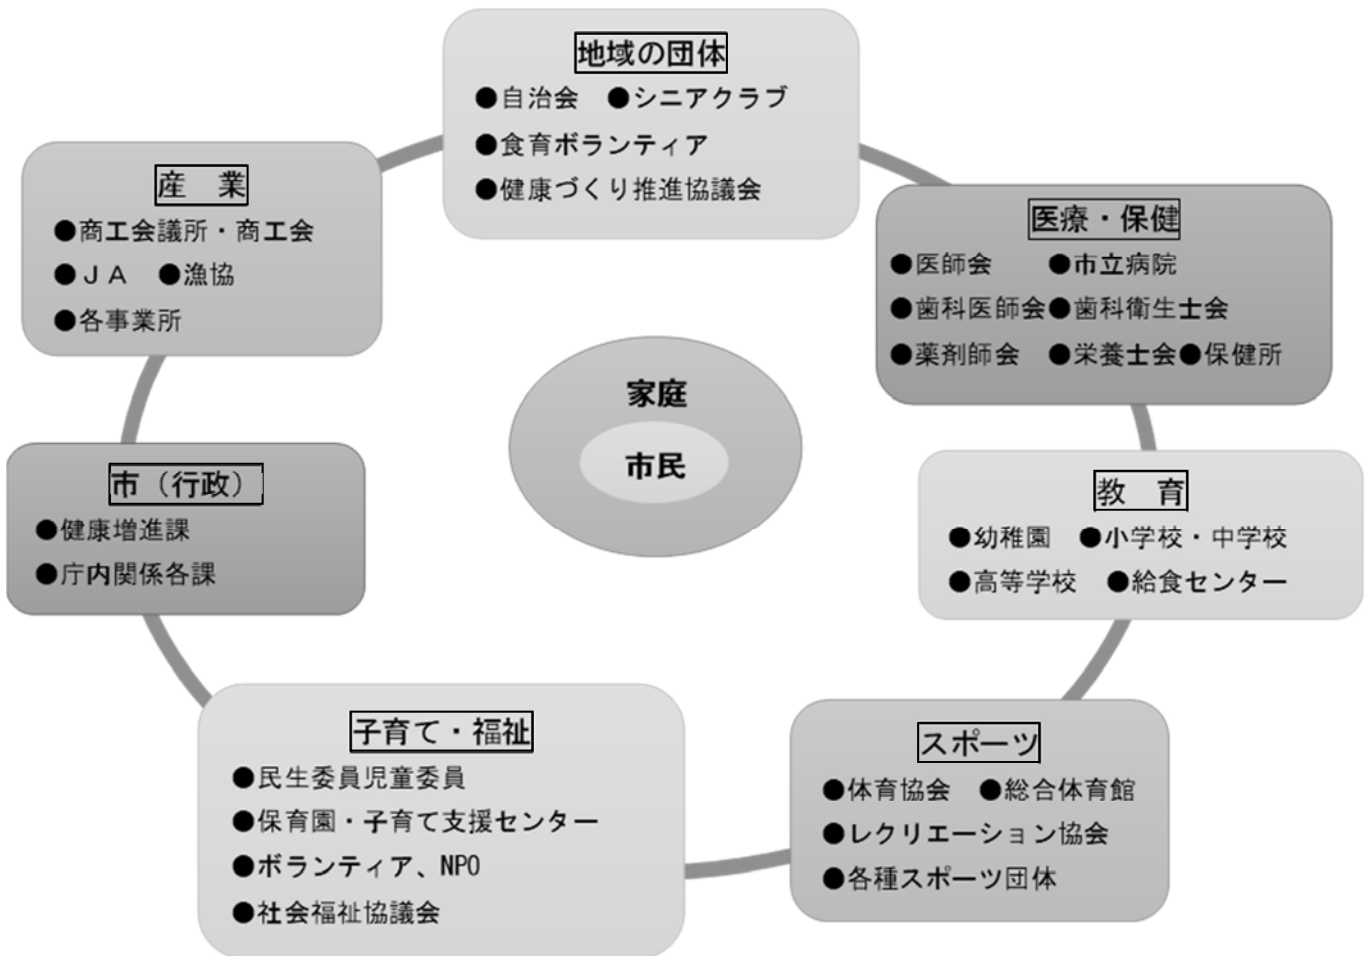 地域の団体
●自治会 ●シニアクラブ
●食育ボランティア
●健康づくり推進協議会
医療・保健
●医師会 ●市立病院
●歯科医師会●歯科衛生士会
●薬剤師会 ●栄養士会●保健所
教 育
●幼稚園 ●小学校・中学校
●高等学校 ●給食センター
スポーツ
●体育協会 ●総合体育館
●レクリエーション協会
●各種スポーツ団体
子育て・福祉
●民生委員児童委員
●保育園・子育て支援センター
●ボランティア、NPO
●社会福祉協議会
市（行政）
●健康増進課
●庁内関係各課
産 業
●商工会議所・商工会
●ＪＡ ●漁協
●各事業所
家庭
市民